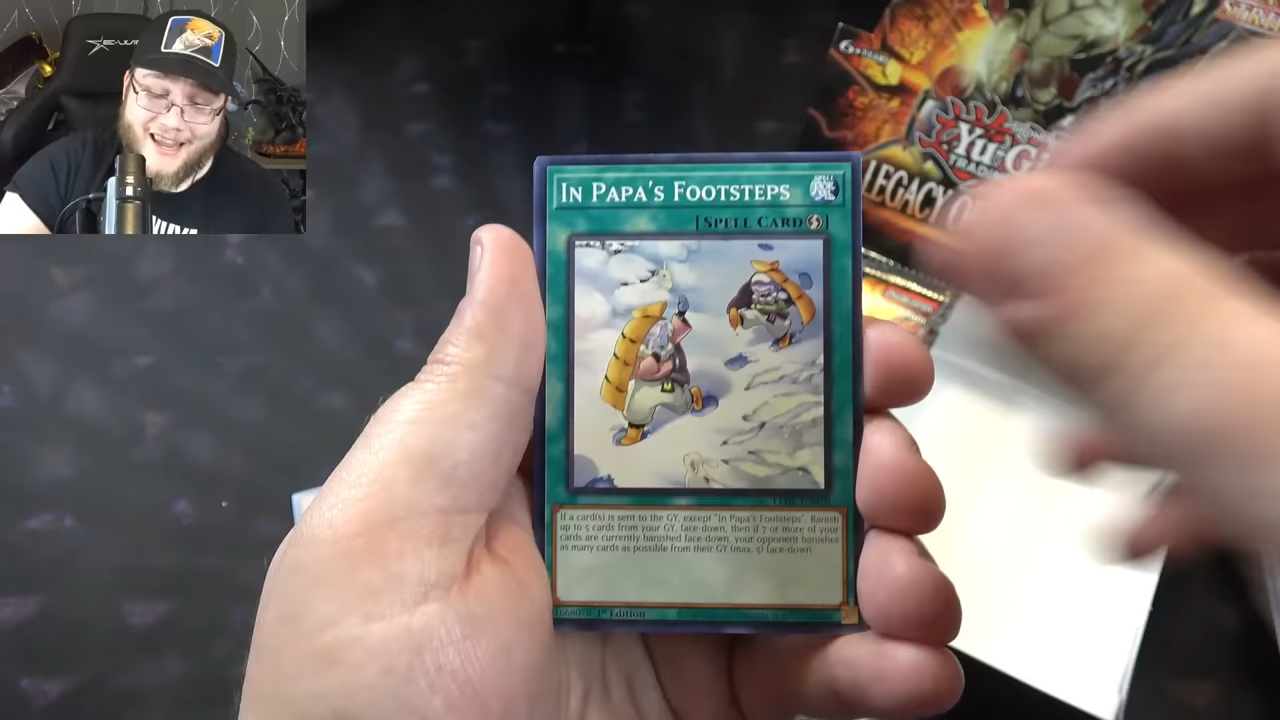 IN PAPA'S FOOTSTEPS
SPELL
[SPELL CARD]
If a card(s) is sent to the GY, except "In Papa's Footsteps": Banish
up to 5 cards from your GY, face-down, then if 7 or more of your
cards are currently banished face-down, your opponent banishes
as many cards as possible from their GY (max. 5) face-down.
1st Edition
Yu-G
TRADI
LEGACY O